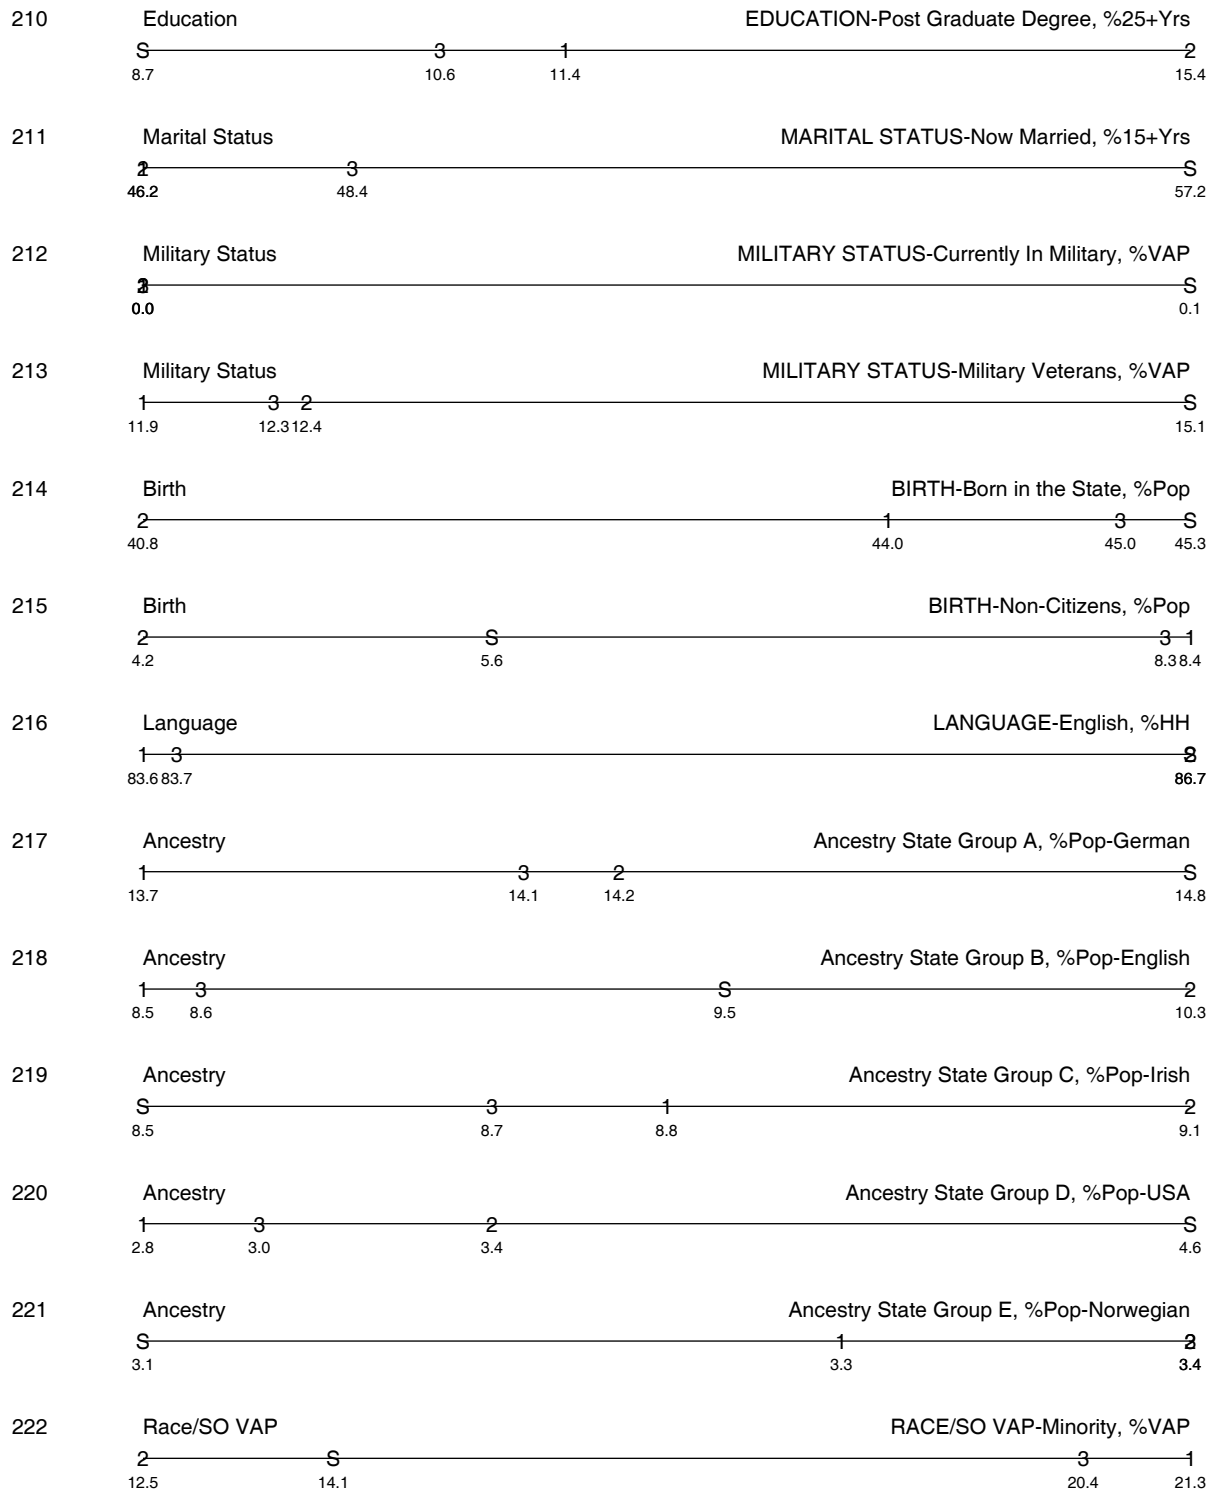 210 Education EDUCATION-Post Graduate Degree, %25+Yrs
S 3 1 2
8.7 10.6 11.4 15.4
211 Marital Status MARITAL STATUS-Now Married, %15+Yrs
1 2 3 S
46.2 48.4 57.2
212 Military Status MILITARY STATUS-Currently In Military, %VAP
1 2 3 S
0.0 0.1
213 Military Status MILITARY STATUS-Military Veterans, %VAP
1 3 2 S
11.9 12.3 12.4 15.1
214 Birth BIRTH-Born in the State, %Pop
2 1 3 S
40.8 44.0 45.0 45.3
215 Birth BIRTH-Non-Citizens, %Pop
2 S 3 1
4.2 5.6 8.3 8.4
216 Language LANGUAGE-English, %HH
1 3 2 S
83.6 83.7 86.7
217 Ancestry Ancestry State Group A, %Pop-German
1 3 2 S
13.7 14.1 14.2 14.8
218 Ancestry Ancestry State Group B, %Pop-English
1 3 S 2
8.5 8.6 9.5 10.3
219 Ancestry Ancestry State Group C, %Pop-Irish
S 3 1 2
8.5 8.7 8.8 9.1
220 Ancestry Ancestry State Group D, %Pop-USA
1 3 2 S
2.8 3.0 3.4 4.6
221 Ancestry Ancestry State Group E, %Pop-Norwegian
S 1 2 3
3.1 3.3 3.4
222 Race/SO VAP RACE/SO VAP-Minority, %VAP
2 S 3 1
12.5 14.1 20.4 21.3